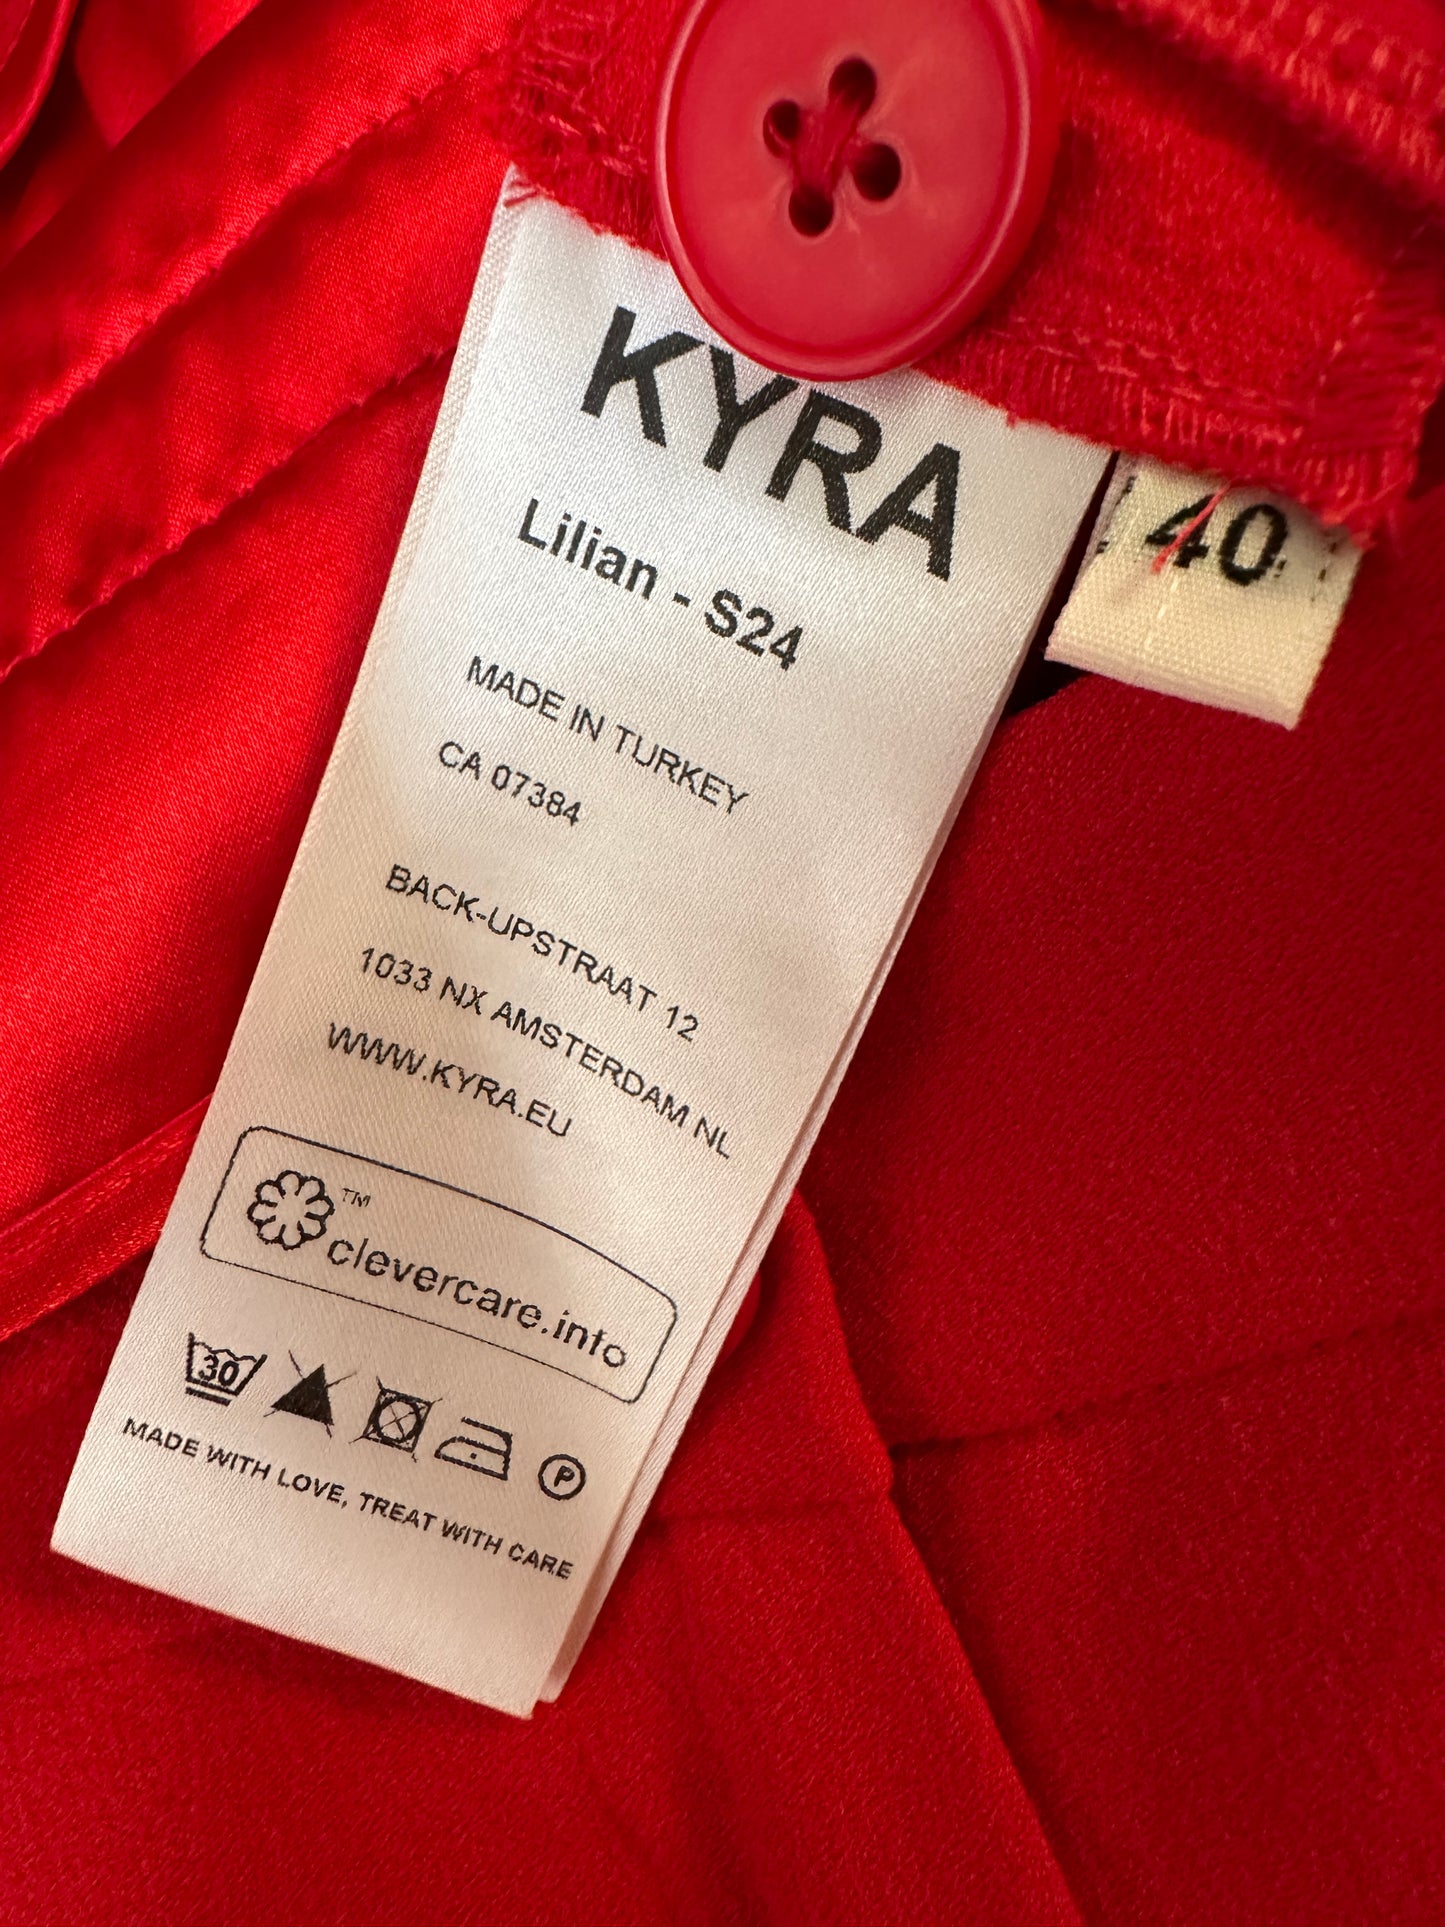 KYRA
40
Lilian - S24
MADE IN TURKEY
CA 07384
BACK-UPSTRAAT 12
1033 NX AMSTERDAM NL
WWW.KYRA.EU
™
clevercare.info
30
P
MADE WITH LOVE, TREAT WITH CARE